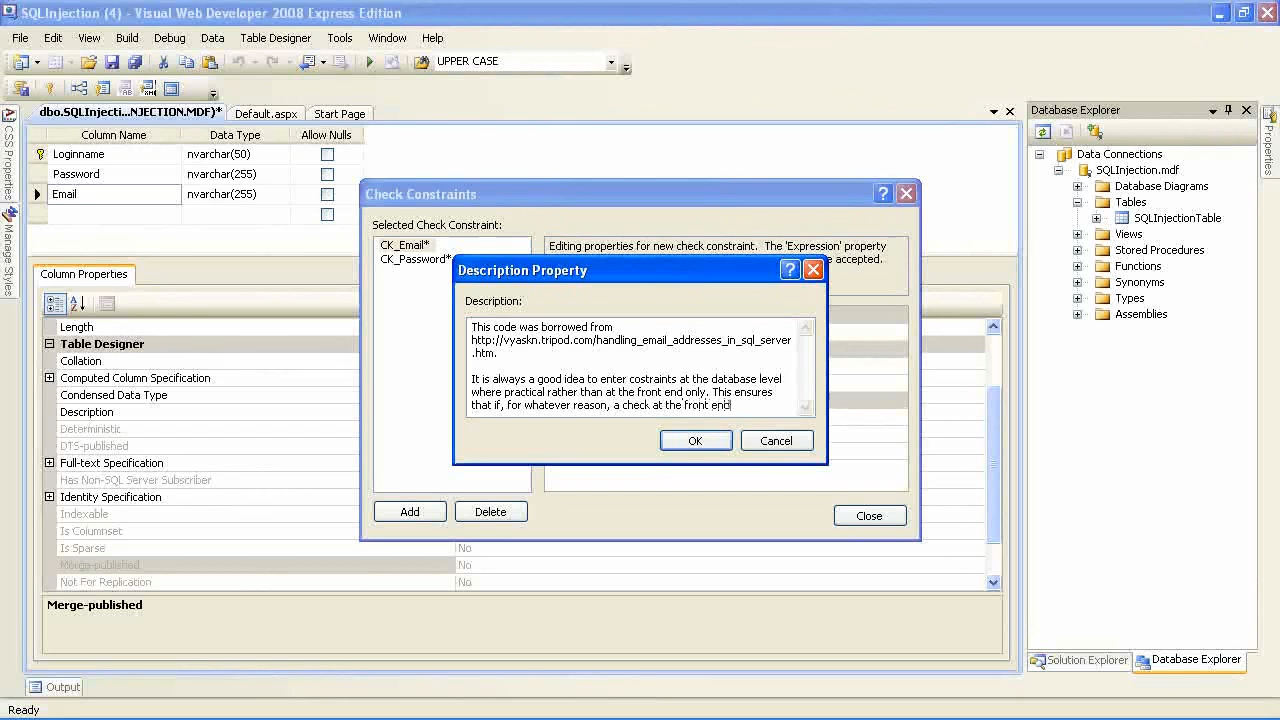 SQLInjection (4) - Visual Web Developer 2008 Express Edition
File Edit View Build Debug Data Table Designer Tools Window Help
UPPER CASE
dbo.SQLInjecti...NJECTION.MDF)* Default.aspx Start Page
Column Name Data Type Allow Nulls
Loginname nvarchar(50)
Password nvarchar(255)
Email nvarchar(255)
CSS Properties
Manage Styles
Column Properties
Length
Table Designer
Collation
Computed Column Specification
Condensed Data Type
Description
Deterministic
DTS-published
Full-text Specification
Has Non-SQL Server Subscriber
Identity Specification
Indexable
Is Columnset
Is Sparse No
Merge-published No
Not For Replication No
Merge-published
Output
Ready
Check Constraints
Selected Check Constraint:
CK_Email*
CK_Password*
Editing properties for new check constraint. The 'Expression' property
e accepted.
Add Delete Close
Description Property
Description:
This code was borrowed from
http://vyaskn.tripod.com/handling_email_addresses_in_sql_server
.htm.
It is always a good idea to enter costraints at the database level
where practical rather than at the front end only. This ensures
that if, for whatever reason, a check at the front end
OK Cancel
Database Explorer
Data Connections
SQLInjection.mdf
Database Diagrams
Tables
SQLInjectionTable
Views
Stored Procedures
Functions
Synonyms
Types
Assemblies
Solution Explorer Database Explorer
Properties